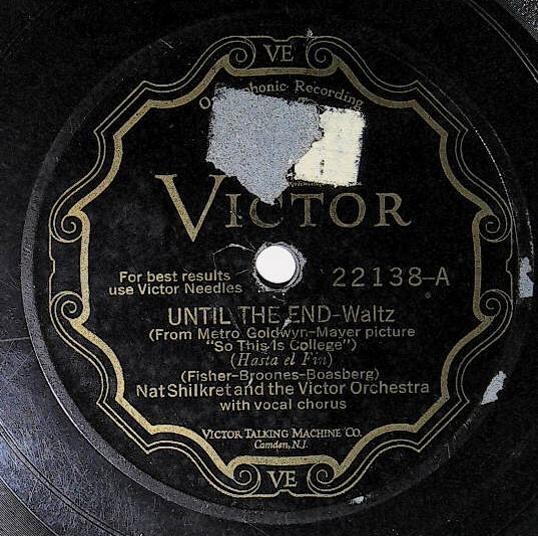 VE
Orthophonic Recording
VICTOR
For best results
use Victor Needles
22138-A
UNTIL THE END-Waltz
(From Metro Goldwyn-Mayer picture
"So This Is College")
(Hasta el Fin)
(Fisher-Broones-Boasberg)
Nat Shilkret and the Victor Orchestra
with vocal chorus
VICTOR TALKING MACHINE CO.
Camden, N.J.
VE